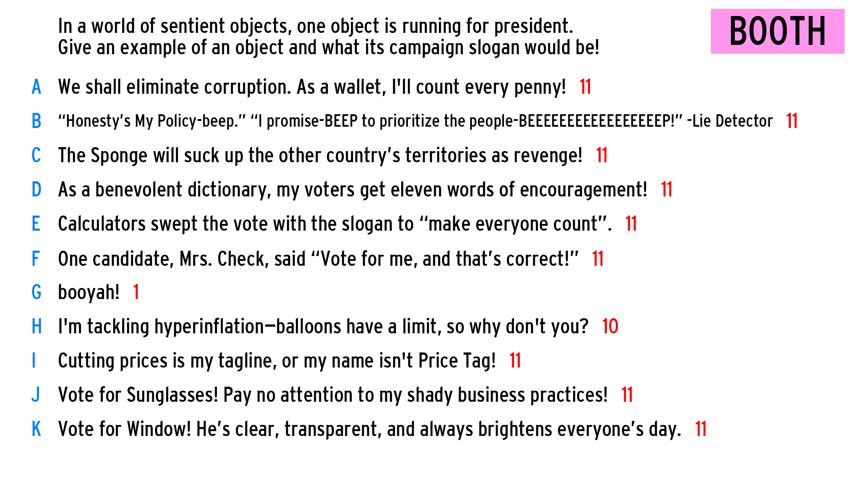 In a world of sentient objects, one object is running for president.
Give an example of an object and what its campaign slogan would be!
BOOTH
A We shall eliminate corruption. As a wallet, I'll count every penny! 11
B “Honesty’s My Policy-beep.” “I promise-BEEP to prioritize the people-BEEEEEEEEEEEEEEEEEP!” -Lie Detector 11
C The Sponge will suck up the other country’s territories as revenge! 11
D As a benevolent dictionary, my voters get eleven words of encouragement! 11
E Calculators swept the vote with the slogan to “make everyone count”. 11
F One candidate, Mrs. Check, said “Vote for me, and that’s correct!” 11
G booyah! 1
H I'm tackling hyperinflation—balloons have a limit, so why don't you? 10
I Cutting prices is my tagline, or my name isn't Price Tag! 11
J Vote for Sunglasses! Pay no attention to my shady business practices! 11
K Vote for Window! He’s clear, transparent, and always brightens everyone’s day. 11